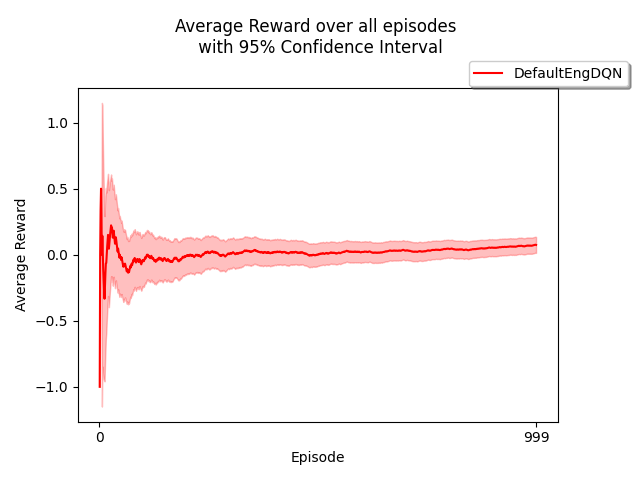 Average Reward over all episodes
with 95% Confidence Interval
DefaultEngDQN
1.0
0.5
0.0
−0.5
−1.0
Average Reward
0
999
Episode